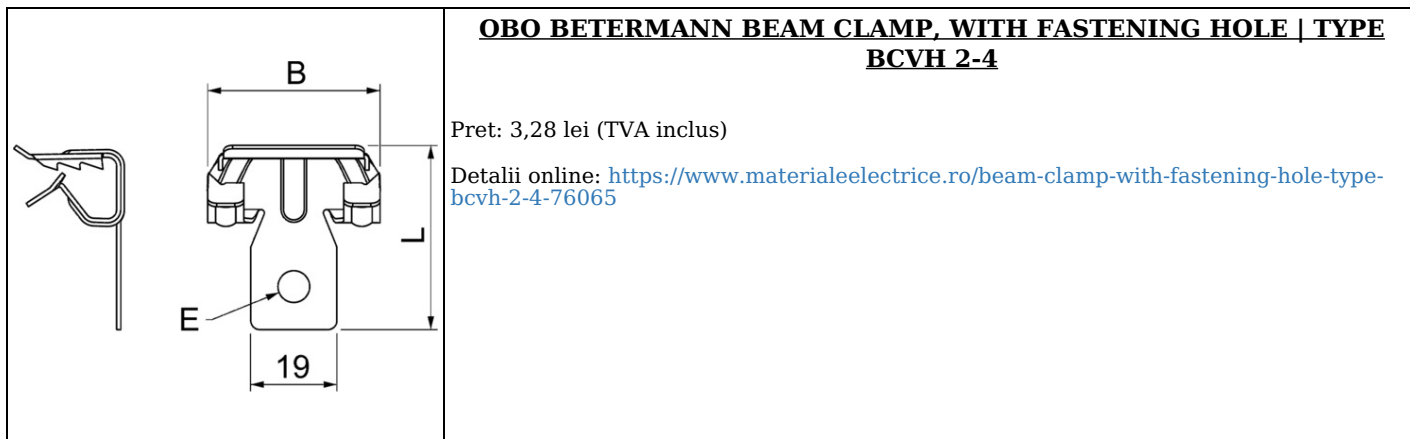 B
L
E
19
OBO BETERMANN BEAM CLAMP, WITH FASTENING HOLE | TYPE
BCVH 2-4
Pret: 3,28 lei (TVA inclus)
Detalii online: https://www.materialeelectrice.ro/beam-clamp-with-fastening-hole-type-
bcvh-2-4-76065